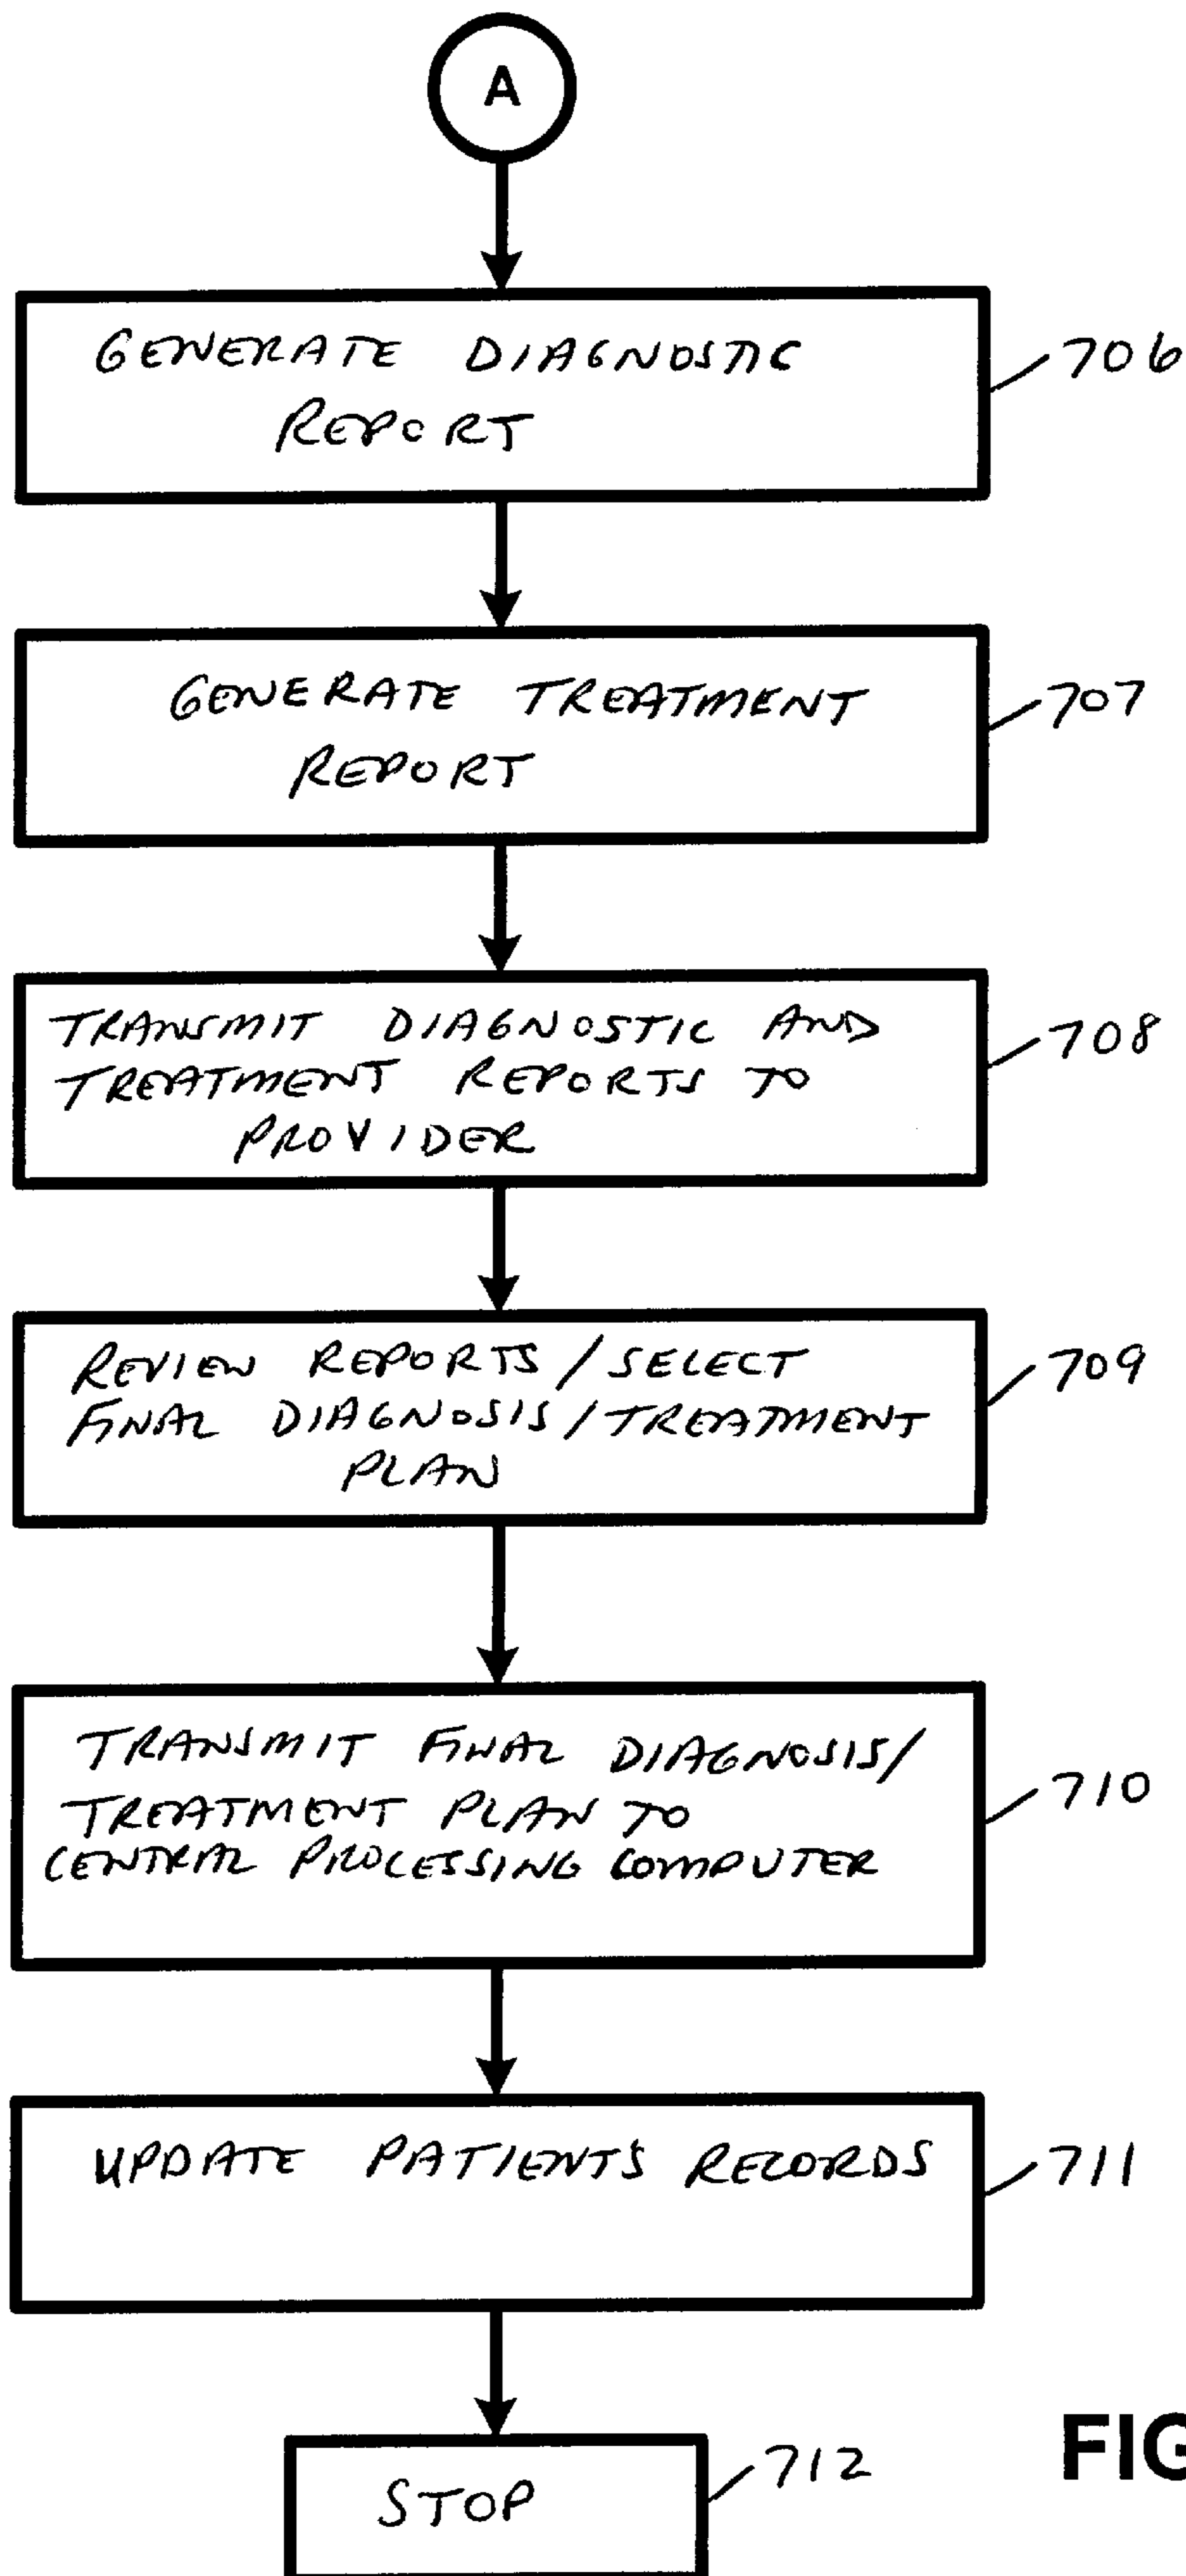 A
GENERATE DIAGNOSTIC
REPORT
706
GENERATE TREATMENT
REPORT
707
TRANSMIT DIAGNOSTIC AND
TREATMENT REPORTS TO
PROVIDER
708
REVIEW REPORTS/SELECT
FINAL DIAGNOSIS/TREATMENT
PLAN
709
TRANSMIT FINAL DIAGNOSIS/
TREATMENT PLAN TO
CENTRAL PROCESSING COMPUTER
710
UPDATE PATIENTS RECORDS
711
STOP
712
FIG